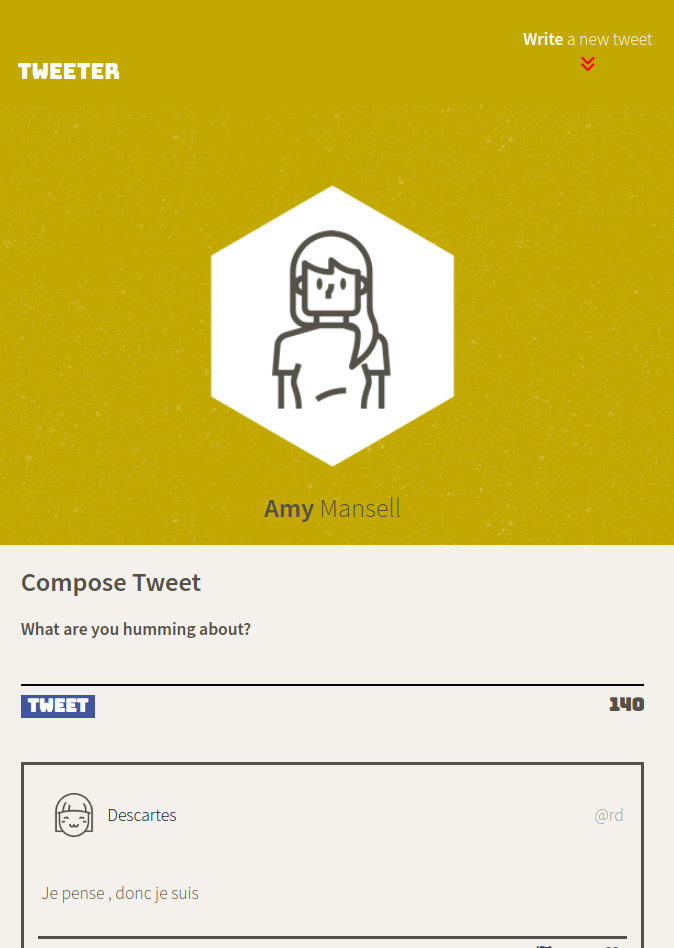 Write a new tweet
TWEETER
Amy Mansell
Compose Tweet
What are you humming about?
TWEET
140
Descartes
@rd
Je pense , donc je suis